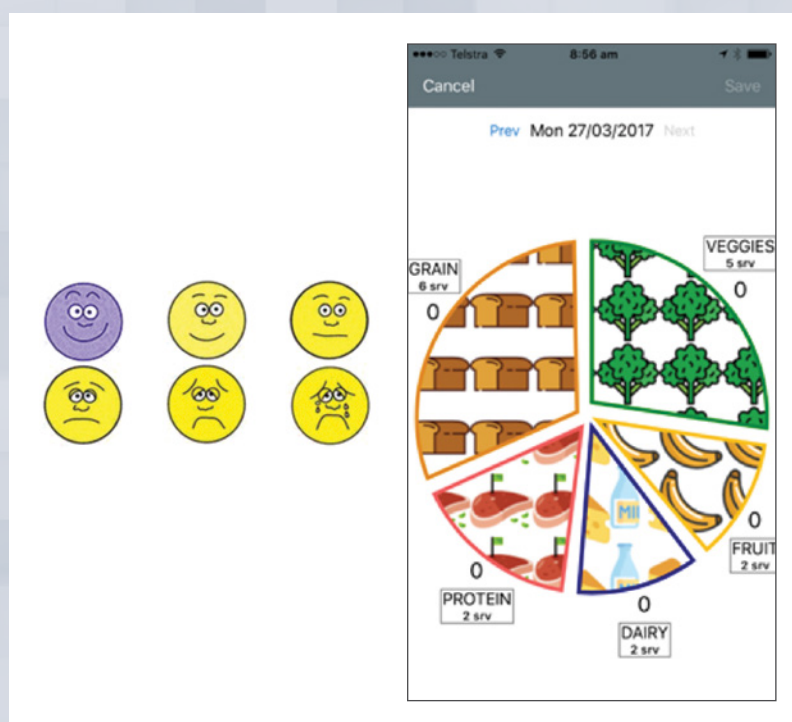 Telstra 8:56 am
Cancel Save
Prev Mon 27/03/2017 Next
VEGGIES
5 srv
0
GRAIN
6 srv
0
MIL
0
FRUIT
2 srv
0
PROTEIN
2 srv
0
DAIRY
2 srv